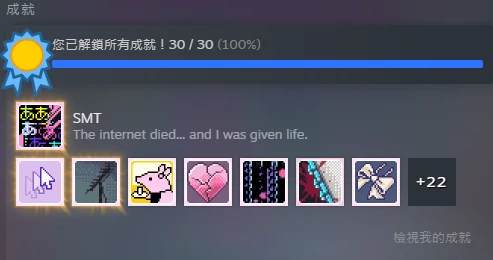 成就
您已解鎖所有成就！30 / 30 (100%)
SMT
The internet died... and I was given life.
+22
檢視我的成就